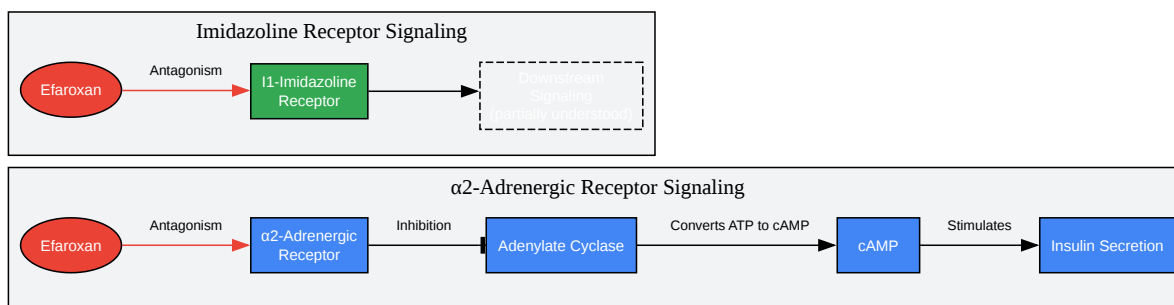 Imidazoline Receptor Signaling
Efaroxan
Antagonism
I1-Imidazoline
Receptor
Downstream
Signaling
(partially understood)
α2-Adrenergic Receptor Signaling
Efaroxan
Antagonism
α2-Adrenergic
Receptor
Inhibition
Adenylate Cyclase
Converts ATP to cAMP
cAMP
Stimulates
Insulin Secretion